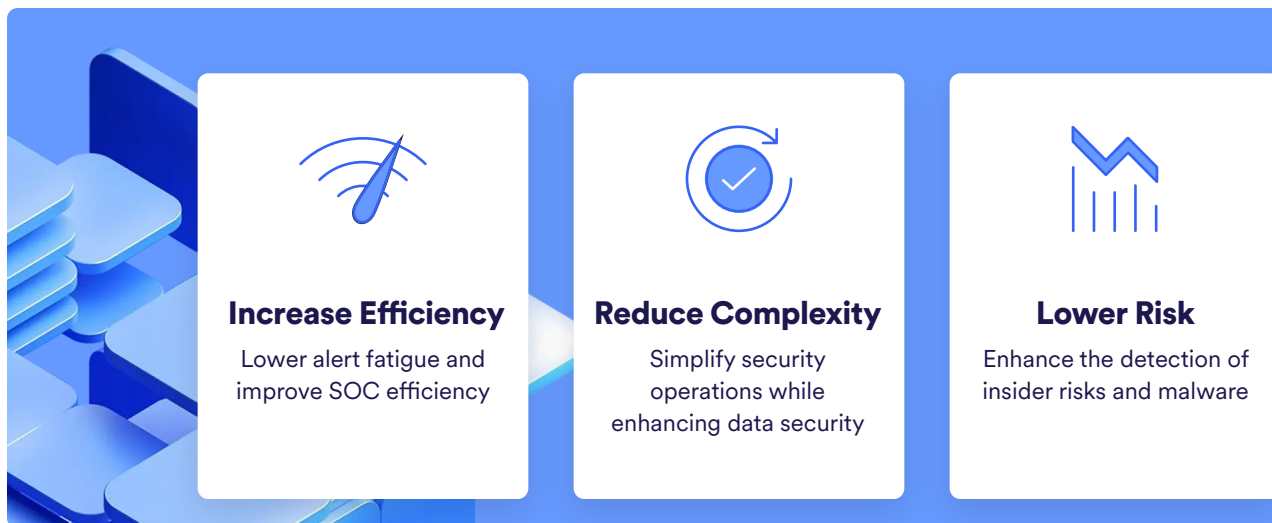 Increase Efficiency
Lower alert fatigue and
improve SOC efficiency
Reduce Complexity
Simplify security
operations while
enhancing data security
Lower Risk
Enhance the detection of
insider risks and malware